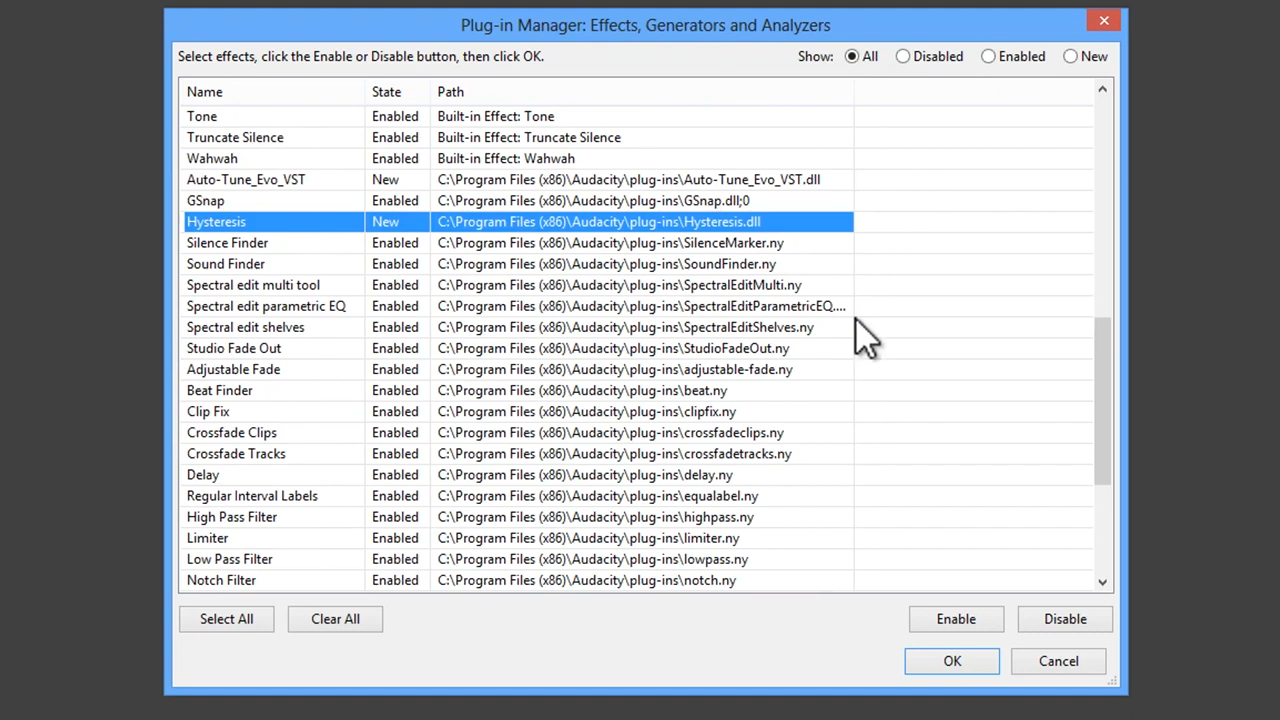 Plug-in Manager: Effects, Generators and Analyzers
Select effects, click the Enable or Disable button, then click OK. Show: All Disabled Enabled New
Name State Path
Tone Enabled Built-in Effect: Tone
Truncate Silence Enabled Built-in Effect: Truncate Silence
Wahwah Enabled Built-in Effect: Wahwah
Auto-Tune_Evo_VST New C:\Program Files (x86)\Audacity\plug-ins\Auto-Tune_Evo_VST.dll
GSnap Enabled C:\Program Files (x86)\Audacity\plug-ins\GSnap.dll;0
Hysteresis New C:\Program Files (x86)\Audacity\plug-ins\Hysteresis.dll
Silence Finder Enabled C:\Program Files (x86)\Audacity\plug-ins\SilenceMarker.ny
Sound Finder Enabled C:\Program Files (x86)\Audacity\plug-ins\SoundFinder.ny
Spectral edit multi tool Enabled C:\Program Files (x86)\Audacity\plug-ins\SpectralEditMulti.ny
Spectral edit parametric EQ Enabled C:\Program Files (x86)\Audacity\plug-ins\SpectralEditParametricEQ....
Spectral edit shelves Enabled C:\Program Files (x86)\Audacity\plug-ins\SpectralEditShelves.ny
Studio Fade Out Enabled C:\Program Files (x86)\Audacity\plug-ins\StudioFadeOut.ny
Adjustable Fade Enabled C:\Program Files (x86)\Audacity\plug-ins\adjustable-fade.ny
Beat Finder Enabled C:\Program Files (x86)\Audacity\plug-ins\beat.ny
Clip Fix Enabled C:\Program Files (x86)\Audacity\plug-ins\clipfix.ny
Crossfade Clips Enabled C:\Program Files (x86)\Audacity\plug-ins\crossfadeclips.ny
Crossfade Tracks Enabled C:\Program Files (x86)\Audacity\plug-ins\crossfadetracks.ny
Delay Enabled C:\Program Files (x86)\Audacity\plug-ins\delay.ny
Regular Interval Labels Enabled C:\Program Files (x86)\Audacity\plug-ins\equalabel.ny
High Pass Filter Enabled C:\Program Files (x86)\Audacity\plug-ins\highpass.ny
Limiter Enabled C:\Program Files (x86)\Audacity\plug-ins\limiter.ny
Low Pass Filter Enabled C:\Program Files (x86)\Audacity\plug-ins\lowpass.ny
Notch Filter Enabled C:\Program Files (x86)\Audacity\plug-ins\notch.ny
Select All Clear All Enable Disable
OK Cancel